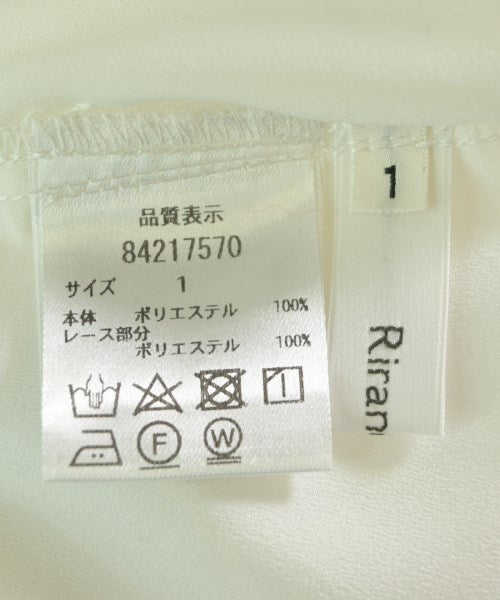 品質表示
84217570
サイズ 1
本体 ポリエステル 100%
レース部分
ポリエステル 100%
F W
1
Riran